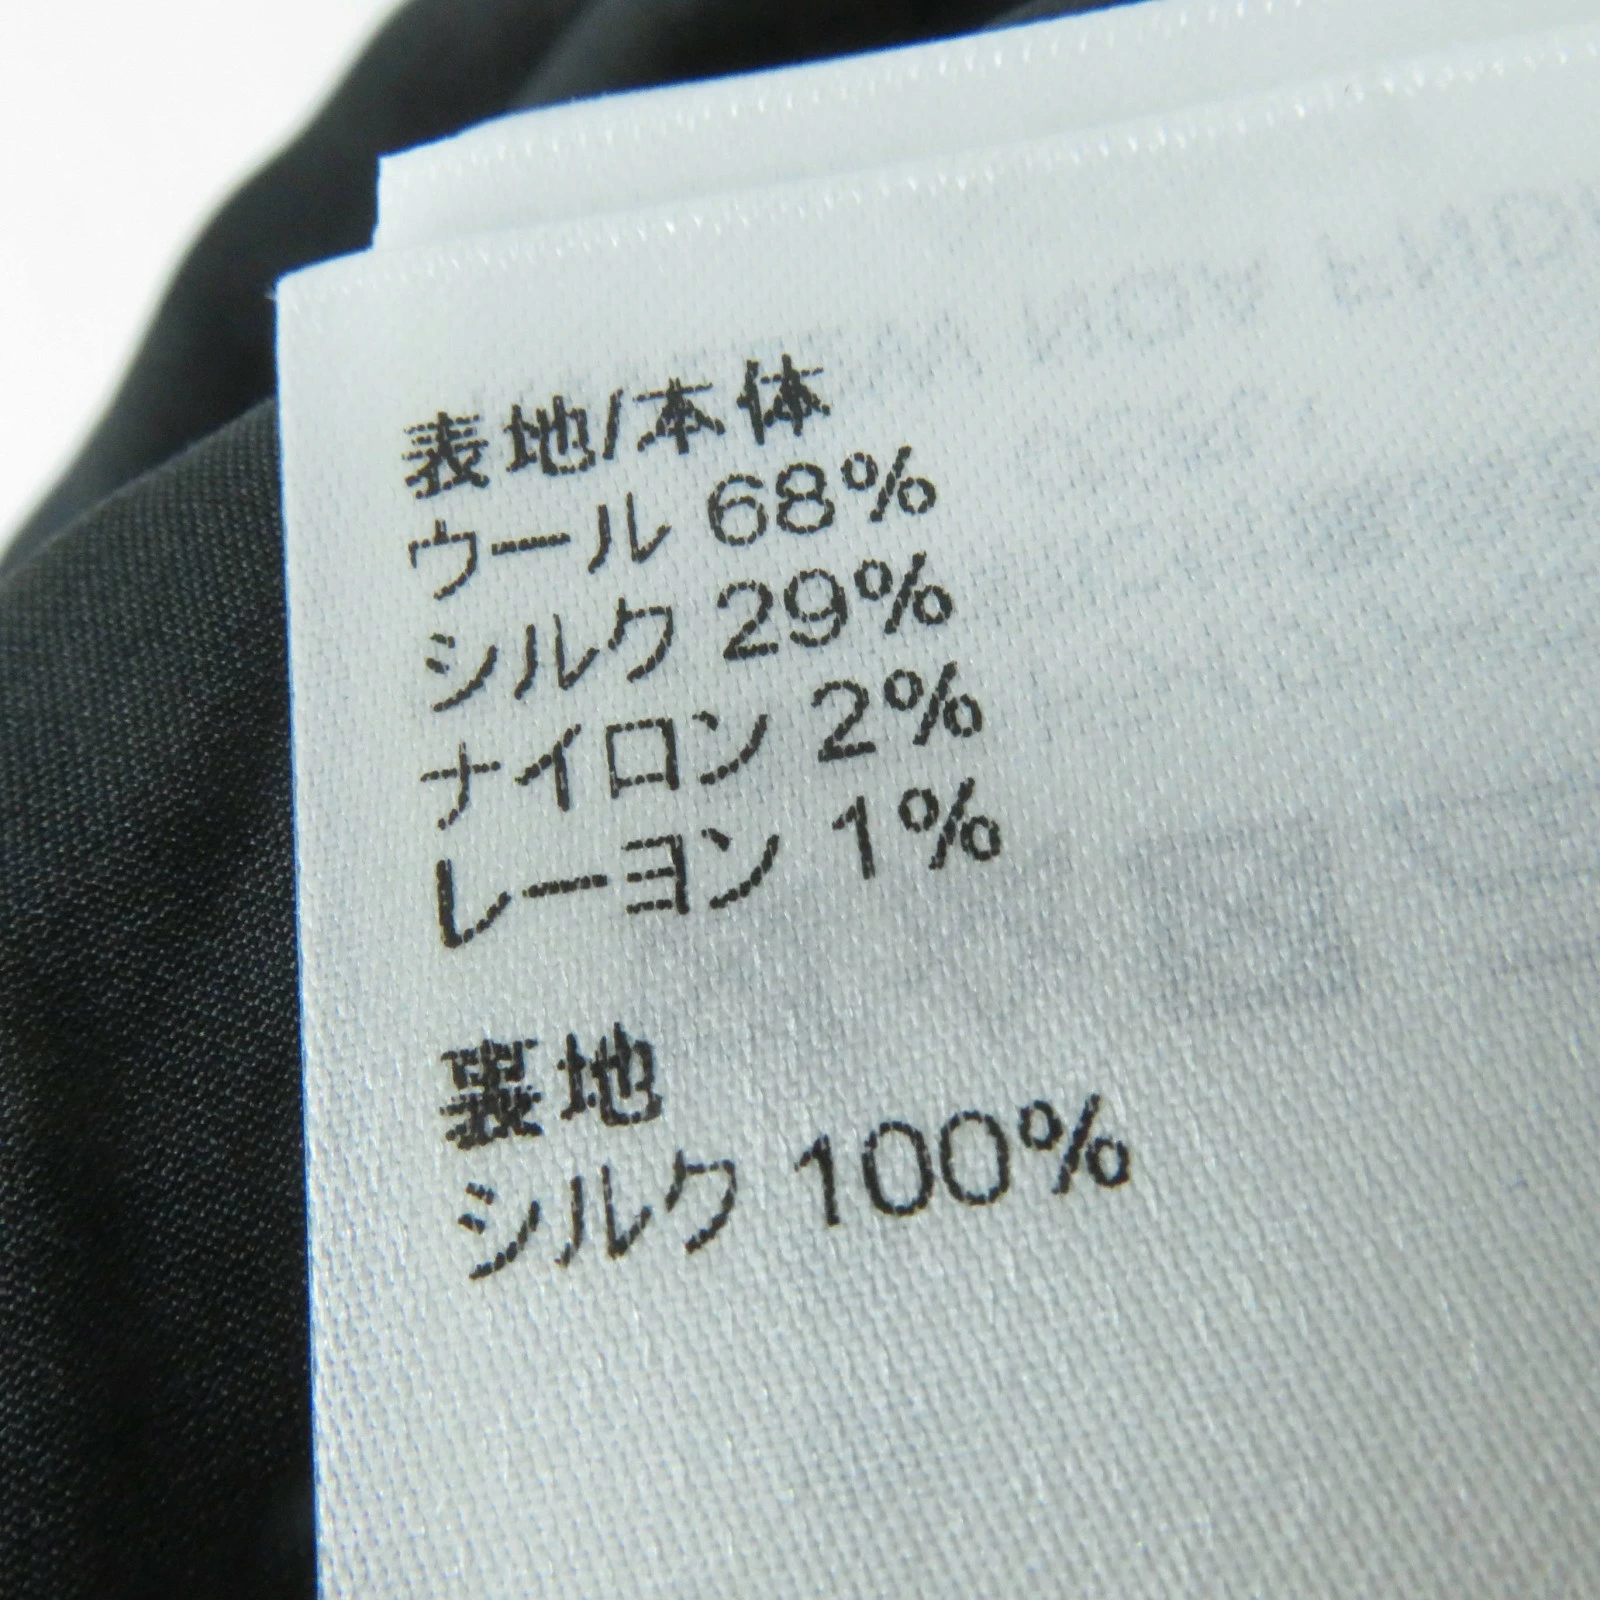 表地/本体
ウール 68%
シルク 29%
ナイロン 2%
レーヨン 1%
裏地
シルク 100%